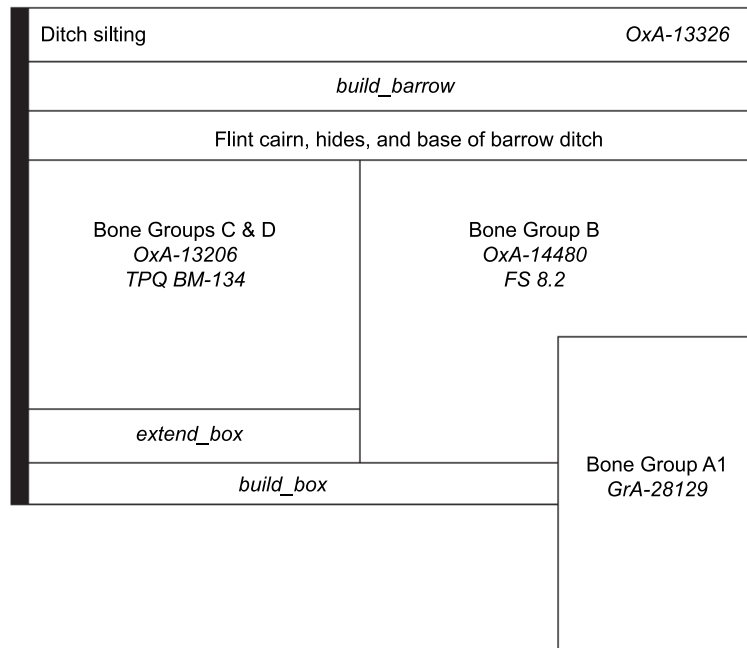 Ditch silting OxA-13326
build_barrow
Flint cairn, hides, and base of barrow ditch
Bone Groups C & D
OxA-13206
TPQ BM-134
Bone Group B
OxA-14480
FS 8.2
extend_box
build_box
Bone Group A1
GrA-28129